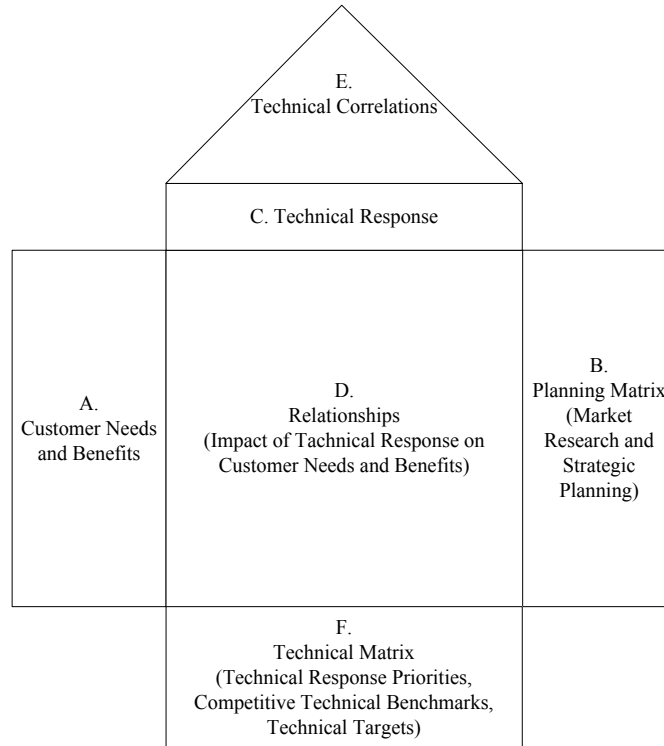 E.
Technical Correlations
C. Technical Response
A.
Customer Needs
and Benefits
D.
Relationships
(Impact of Tachnical Response on
Customer Needs and Benefits)
B.
Planning Matrix
(Market
Research and
Strategic
Planning)
F.
Technical Matrix
(Technical Response Priorities,
Competitive Technical Benchmarks,
Technical Targets)